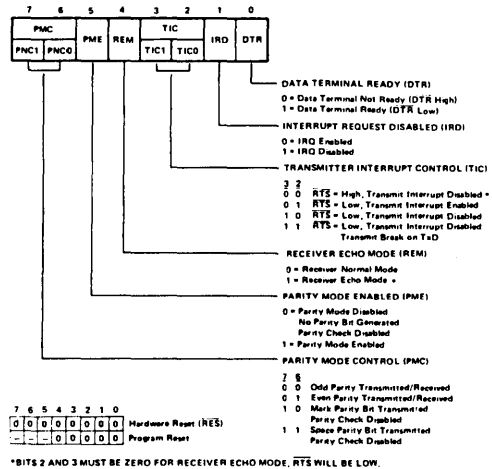 7 6 5 4 3 2 1 0
PMC PME REM TIC IRD DTR
PNC1 PNC0 TIC1 TIC0
DATA TERMINAL READY (DTR)
0 = Data Terminal Not Ready (DTR High)
1 = Data Terminal Ready (DTR Low)
INTERRUPT REQUEST DISABLED (IRD)
0 = IRQ Enabled
1 = IRQ Disabled
TRANSMITTER INTERRUPT CONTROL (TIC)
3 2
0 0 RTS = High, Transmit Interrupt Disabled *
0 1 RTS = Low, Transmit Interrupt Enabled
1 0 RTS = Low, Transmit Interrupt Disabled
1 1 RTS = Low, Transmit Interrupt Disabled
Transmit Break on TxD
RECEIVER ECHO MODE (REM)
0 = Receiver Normal Mode
1 = Receiver Echo Mode *
PARITY MODE ENABLED (PME)
0 = Parity Mode Disabled
No Parity Bit Generated
Parity Check Disabled
1 = Parity Mode Enabled
PARITY MODE CONTROL (PMC)
7 6
0 0 Odd Parity Transmitted/Received
0 1 Even Parity Transmitted/Received
1 0 Mark Parity Bit Transmitted
Parity Check Disabled
1 1 Space Parity Bit Transmitted
Parity Check Disabled
7 6 5 4 3 2 1 0
0 0 0 0 0 0 0 0 Hardware Reset (RES)
- - - 0 0 0 0 0 Program Reset
*BITS 2 AND 3 MUST BE ZERO FOR RECEIVER ECHO MODE, RTS WILL BE LOW.